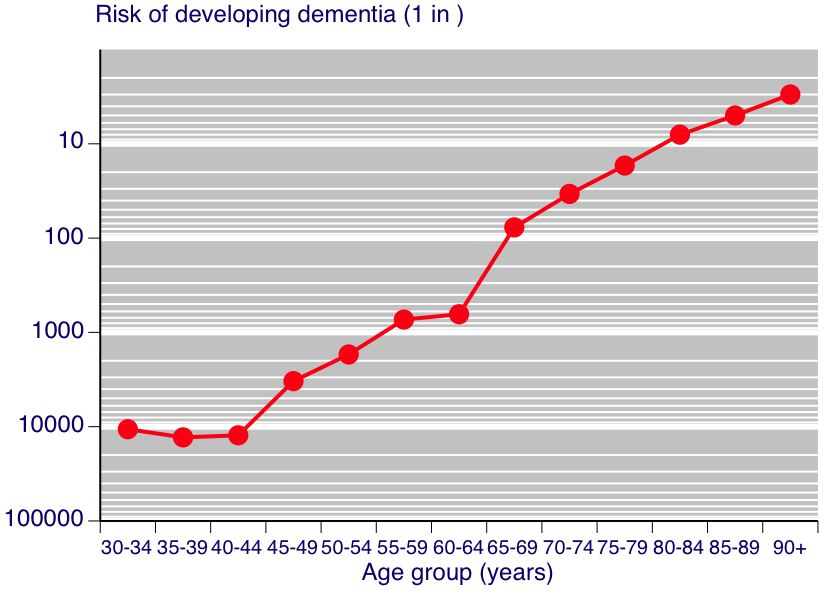 Risk of developing dementia (1 in )
10
100
1000
10000
100000
30-34 35-39 40-44 45-49 50-54 55-59 60-64 65-69 70-74 75-79 80-84 85-89 90+
Age group (years)